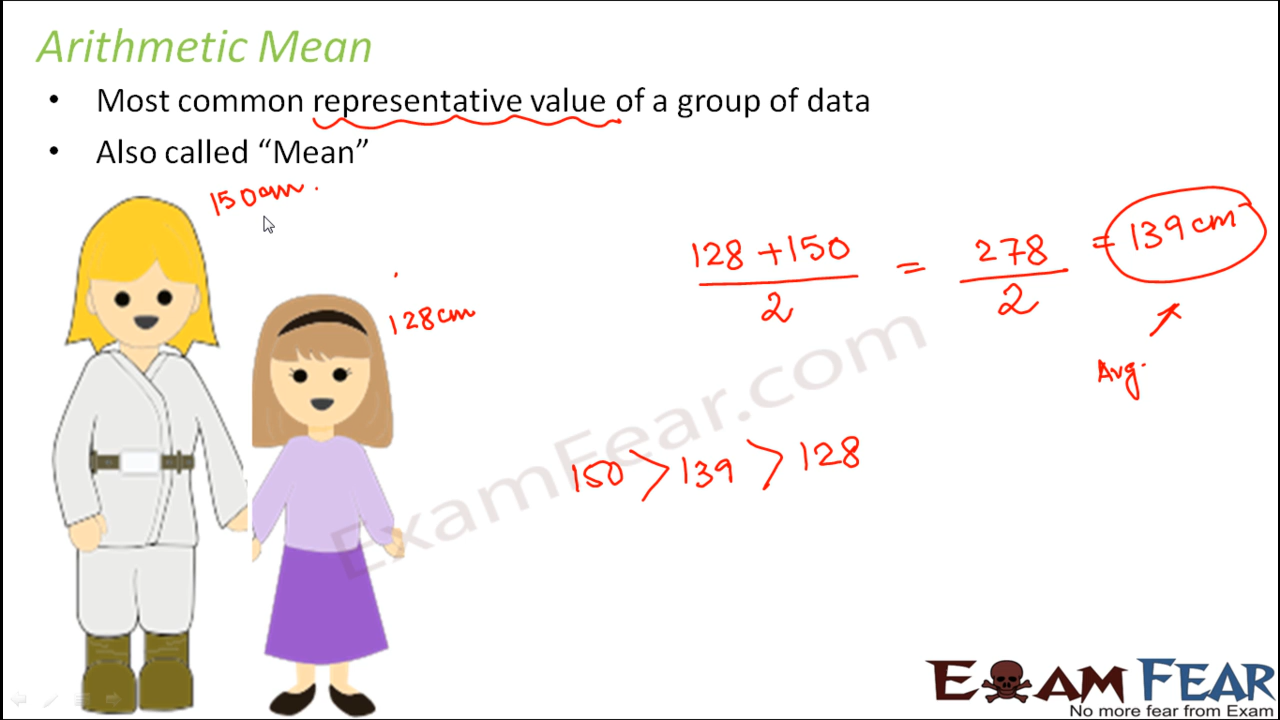 Arithmetic Mean
• Most common representative value of a group of data
• Also called “Mean”
150cm.
128cm
128 + 150 / 2 = 278 / 2 = 139 cm
Avg.
150 > 139 > 128
ExamFear.com
EXAM FEAR
No more fear from Exam